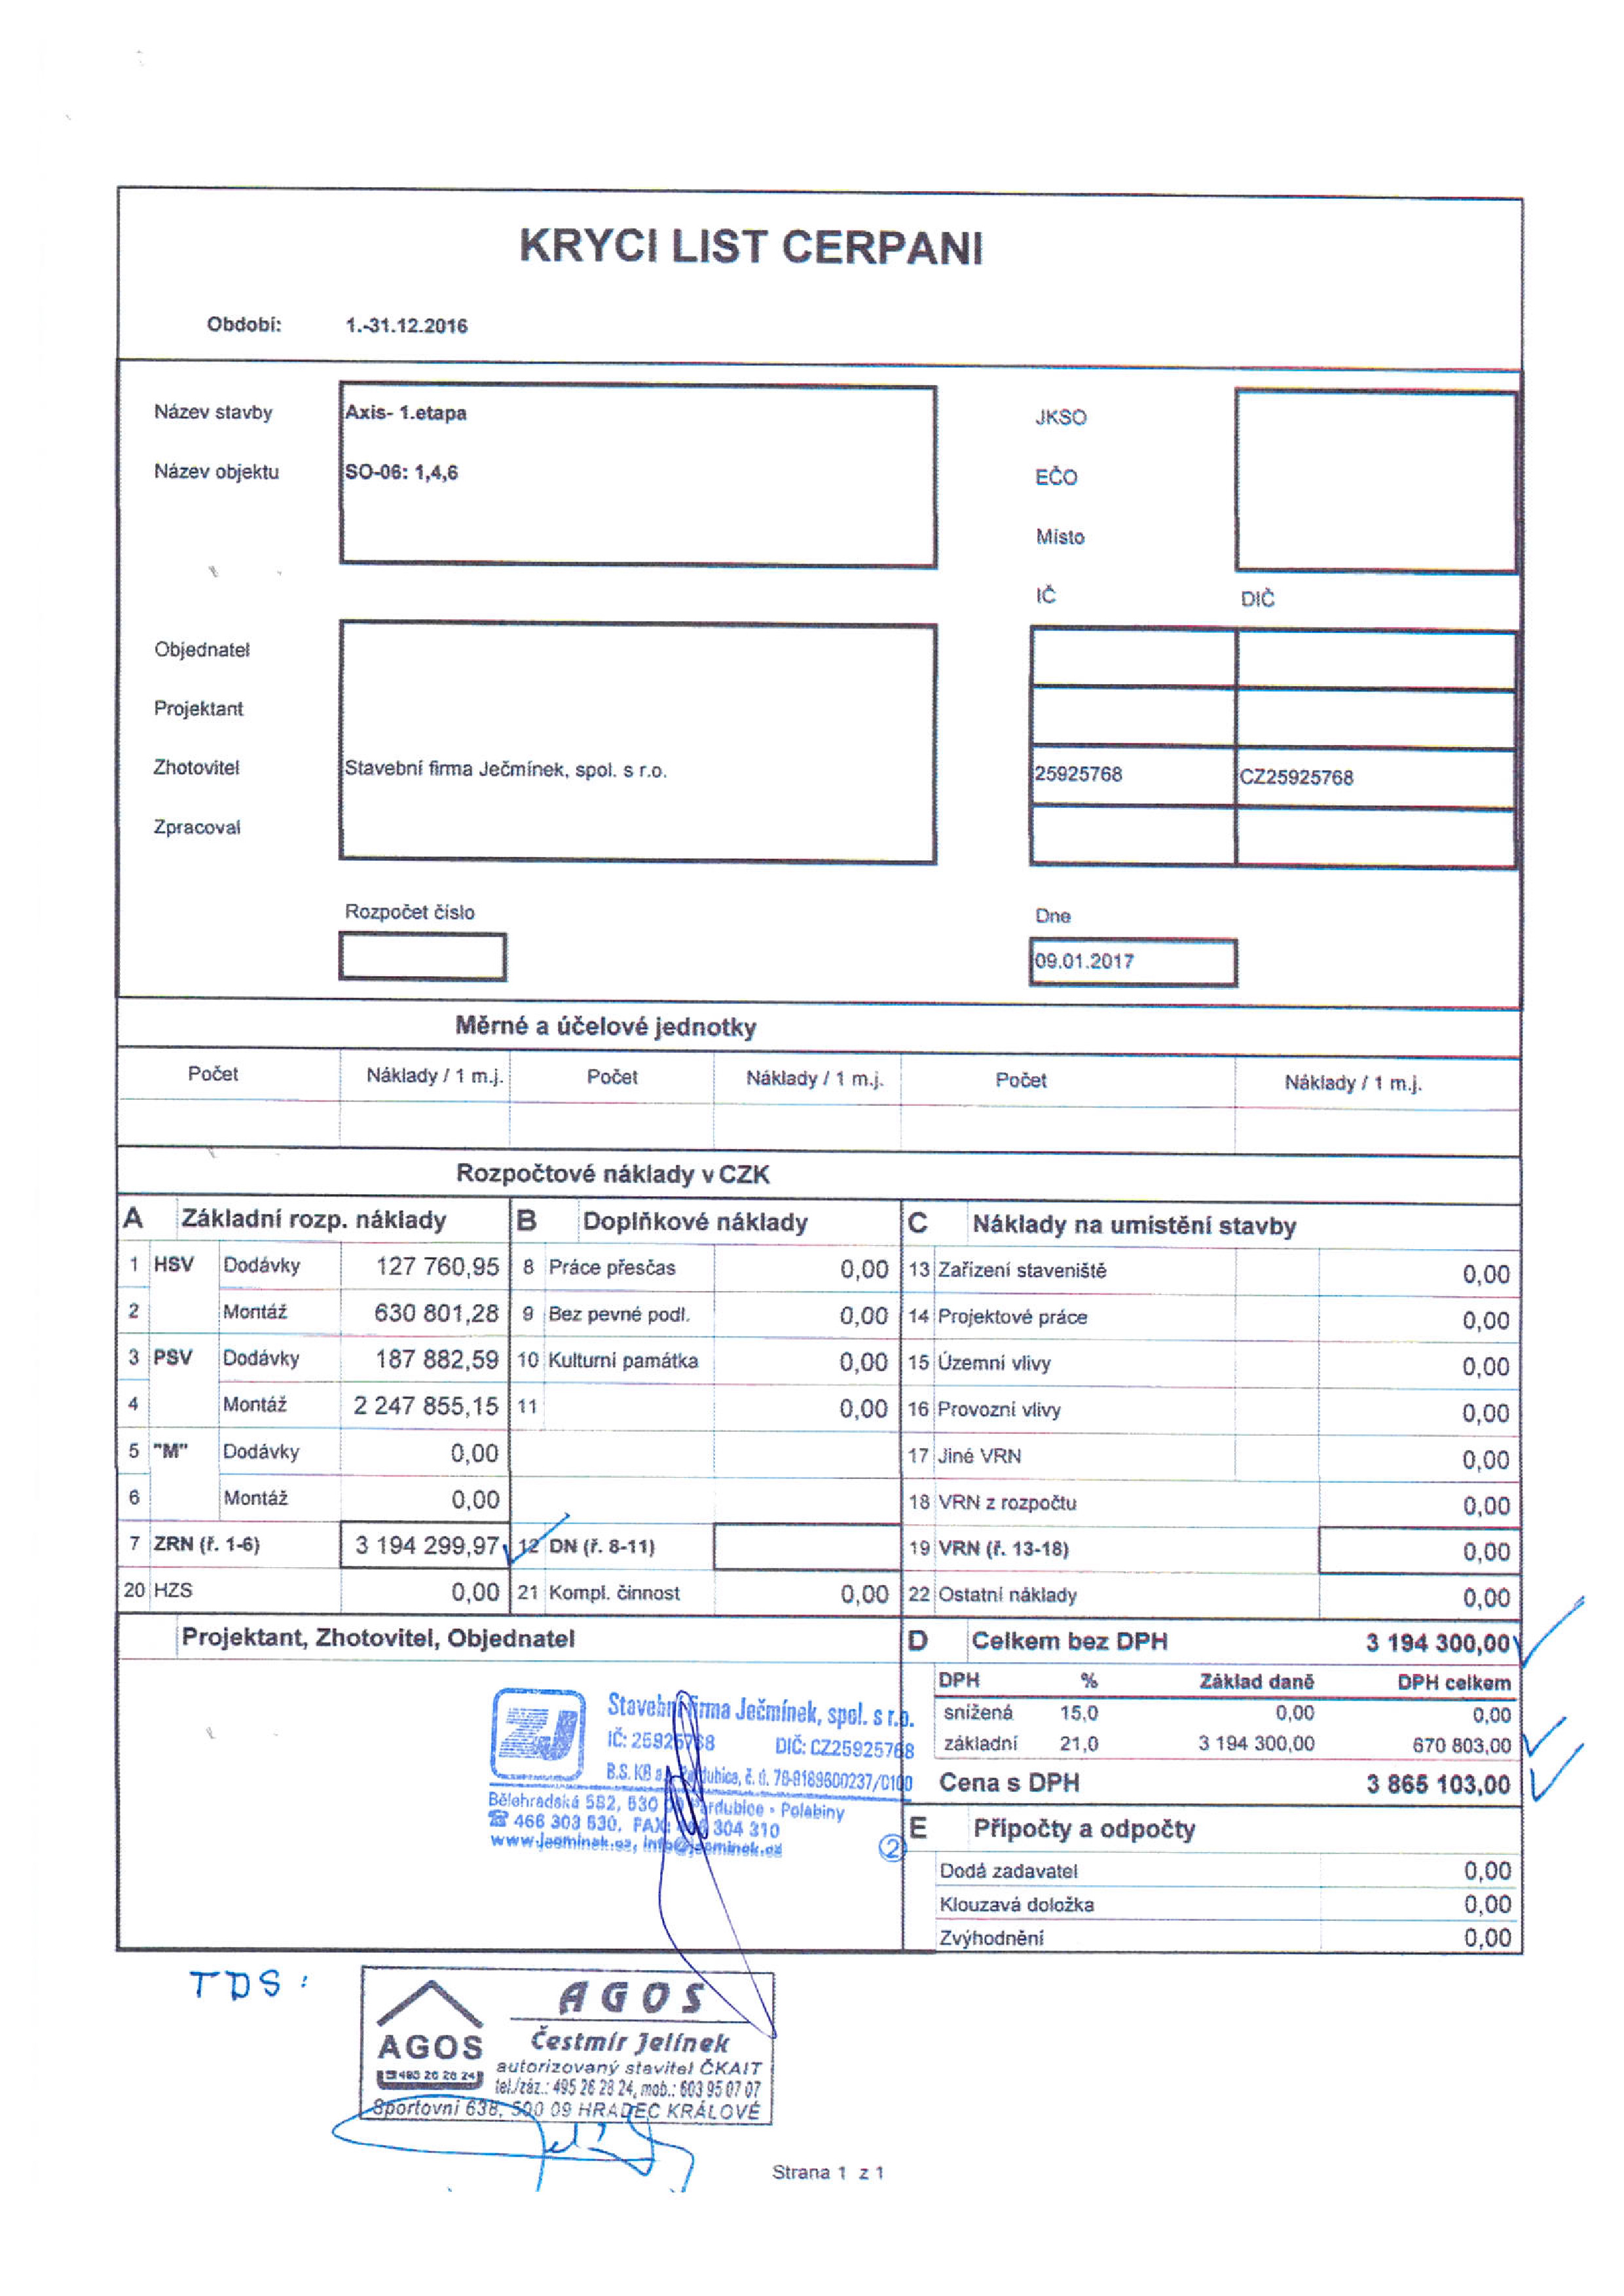 KRYCI LIST CERPANI
Období: 1.-31.12.2016
Název stavby Axis- 1.etapa JKSO
Název objektu SO-06: 1,4,6 EČO
Místo
IČ DIČ
Objednatel
Projektant
Zhotovitel Stavební firma Ječmínek, spol. s r.o. 25925768 CZ25925768
Zpracoval
Rozpočet číslo Dne
09.01.2017
Měrné a účelové jednotky
Počet Náklady / 1 m.j. Počet Náklady / 1 m.j. Počet Náklady / 1 m.j.
Rozpočtové náklady v CZK
A Základní rozp. náklady B Doplňkové náklady C Náklady na umístění stavby
1 HSV Dodávky 127 760,95 8 Práce přesčas 0,00 13 Zařízení staveniště 0,00
2 Montáž 630 801,28 9 Bez pevné podl. 0,00 14 Projektové práce 0,00
3 PSV Dodávky 187 882,59 10 Kulturní památka 0,00 15 Územní vlivy 0,00
4 Montáž 2 247 855,15 11 0,00 16 Provozní vlivy 0,00
5 "M" Dodávky 0,00 17 Jiné VRN 0,00
6 Montáž 0,00 18 VRN z rozpočtu 0,00
7 ZRN (ř. 1-6) 3 194 299,97 12 DN (ř. 8-11) 19 VRN (ř. 13-18) 0,00
20 HZS 0,00 21 Kompl. činnost 0,00 22 Ostatní náklady 0,00
Projektant, Zhotovitel, Objednatel D Celkem bez DPH 3 194 300,00
DPH % Základ daně DPH celkem
snížená 15,0 0,00 0,00
základní 21,0 3 194 300,00 670 803,00
Cena s DPH 3 865 103,00
E Přípočty a odpočty
Dodá zadavatel 0,00
Klouzavá doložka 0,00
Zvýhodnění 0,00
ZJ
Stavební firma Ječmínek, spol. s r.o.
IČ: 25925768 DIČ: CZ25925768
B.S. KB Pardubice, č. ú. 78-9189600237/0100
Bělehradská 582, 530 Pardubice - Polabiny
☎ 466 303 530, FAX: 304 310
2
TDS:
AGOS
Čestmír Jelínek
AGOS
autorizovaný stavitel ČKAIT
☎ 495 26 28 24
tel./záz.: 495 26 28 24, mob.: 603 95 07 07
Sportovní 638, 500 09 HRADEC KRÁLOVÉ
Strana 1 z 1